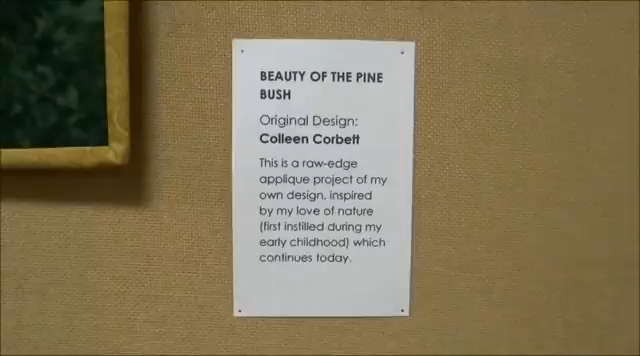 BEAUTY OF THE PINE
BUSH
Original Design:
Colleen Corbett
This is a raw-edge
applique project of my
own design, inspired
by my love of nature
(first instilled during my
early childhood) which
continues today.